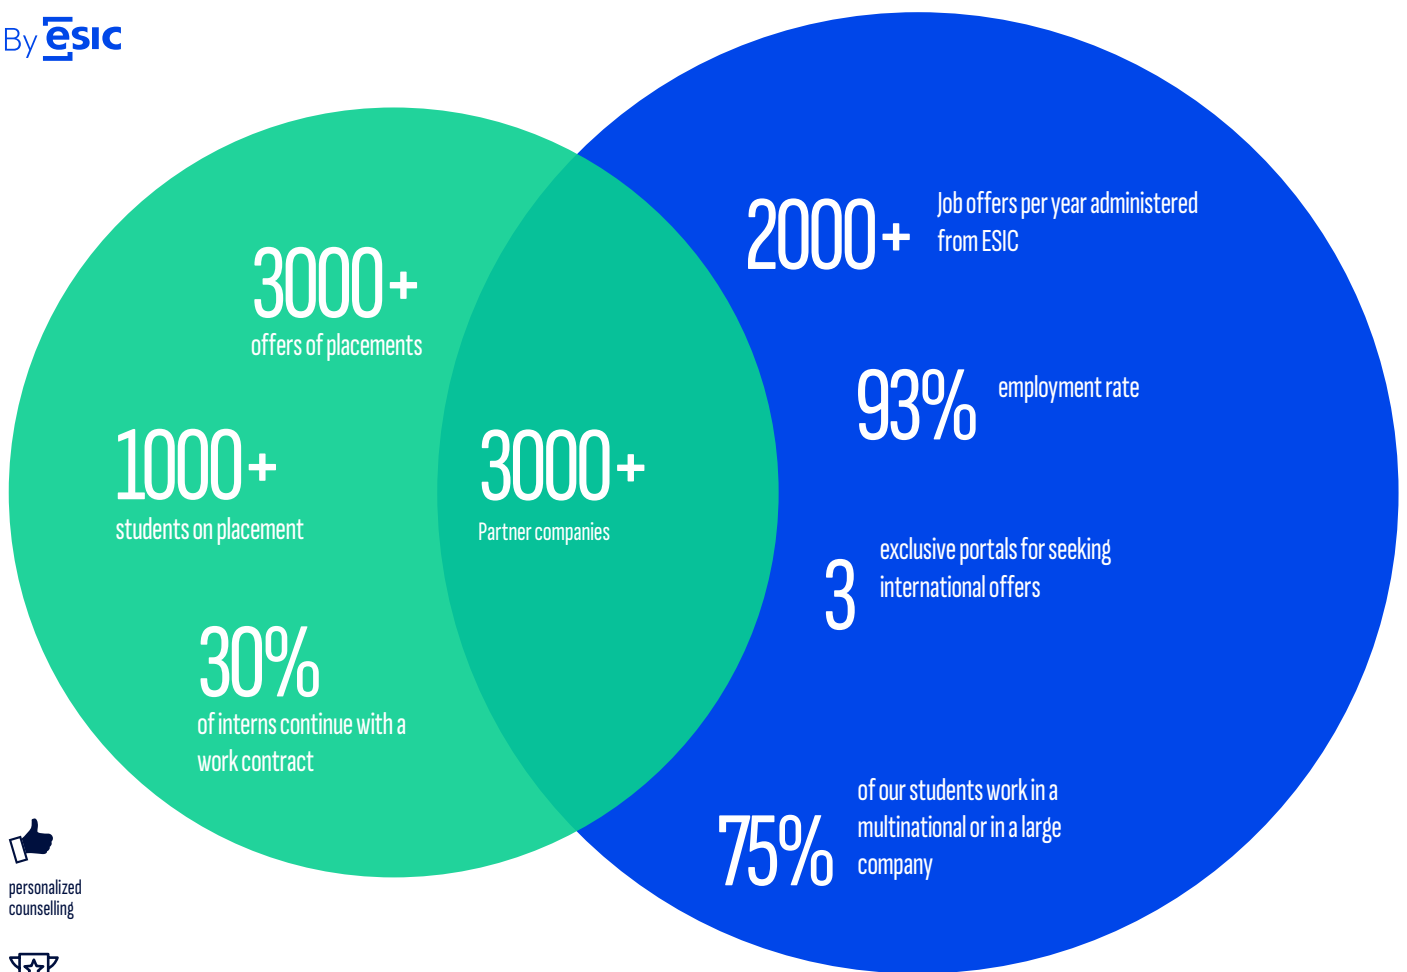 By esic
3000+
offers of placements
1000+
students on placement
30%
of interns continue with a
work contract
3000+
Partner companies
2000+
Job offers per year administered
from ESIC
93%
employment rate
3
exclusive portals for seeking
international offers
75%
of our students work in a
multinational or in a large
company
personalized
counselling